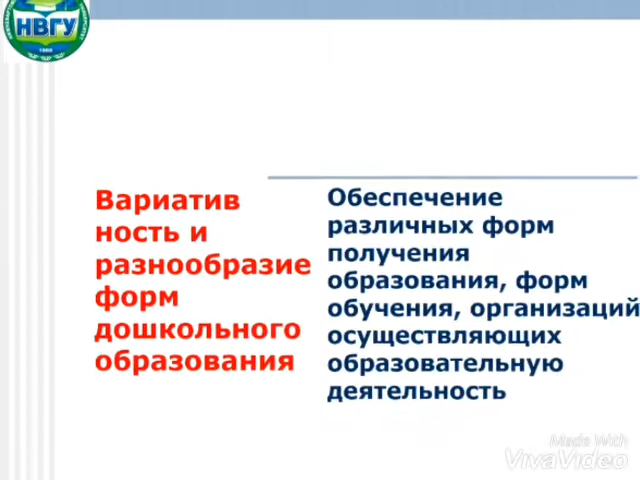 НВГУ
Вариатив
ность и
разнообразие
форм
дошкольного
образования
Обеспечение
различных форм
получения
образования, форм
обучения, организаций
осуществляющих
образовательную
деятельность
Made With
VivaVideo